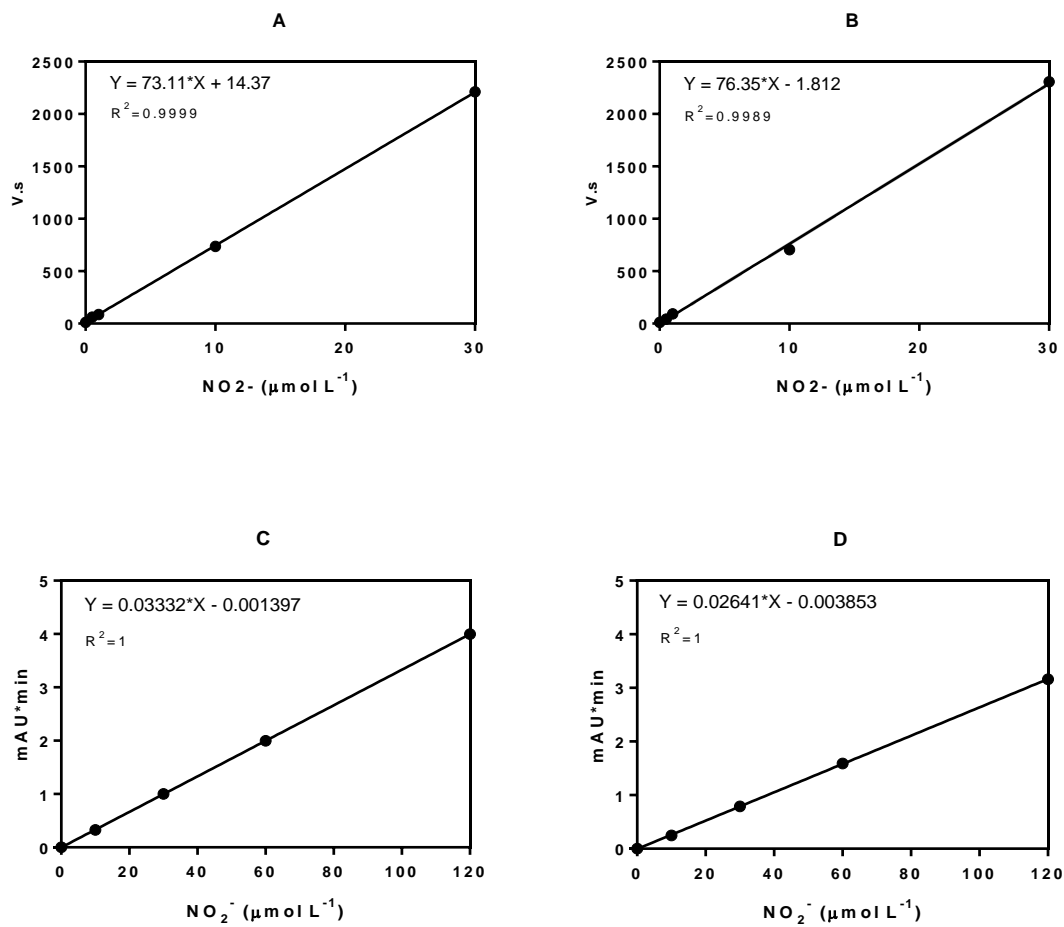 A
Y = 73.11*X + 14.37
R²=0.9999
2500
2000
1500
1000
500
0
V.s
0 10 20 30
NO2- (μmol L⁻¹)
B
Y = 76.35*X - 1.812
R²=0.9989
2500
2000
1500
1000
500
0
V.s
0 10 20 30
NO2- (μmol L⁻¹)
C
Y = 0.03332*X - 0.001397
R²=1
5
4
3
2
1
0
mAU*min
0 20 40 60 80 100 120
NO₂⁻ (μmol L⁻¹)
D
Y = 0.02641*X - 0.003853
R²=1
5
4
3
2
1
0
mAU*min
0 20 40 60 80 100 120
NO₂⁻ (μmol L⁻¹)